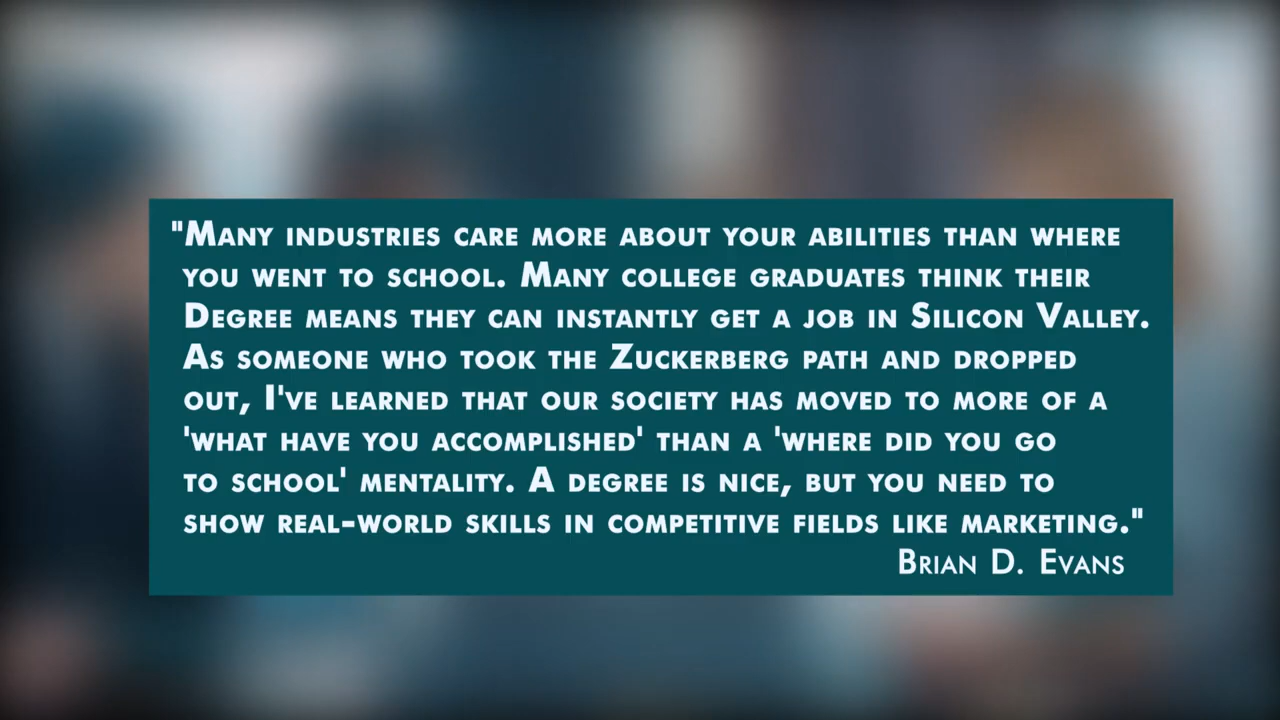 "Many industries care more about your abilities than where
you went to school. Many college graduates think their
Degree means they can instantly get a job in Silicon Valley.
As someone who took the Zuckerberg path and dropped
out, I've learned that our society has moved to more of a
'what have you accomplished' than a 'where did you go
to school' mentality. A degree is nice, but you need to
show real-world skills in competitive fields like marketing."
Brian D. Evans